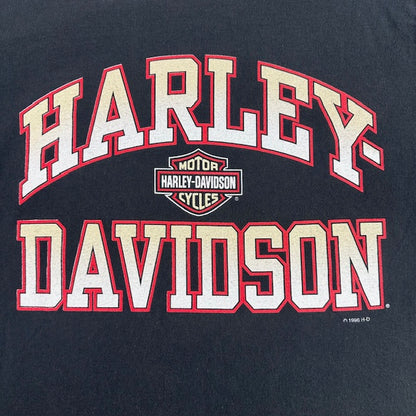 HARLEY-
MOTOR
HARLEY-DAVIDSON
CYCLES
®
DAVIDSON
®
© 1996 H-D